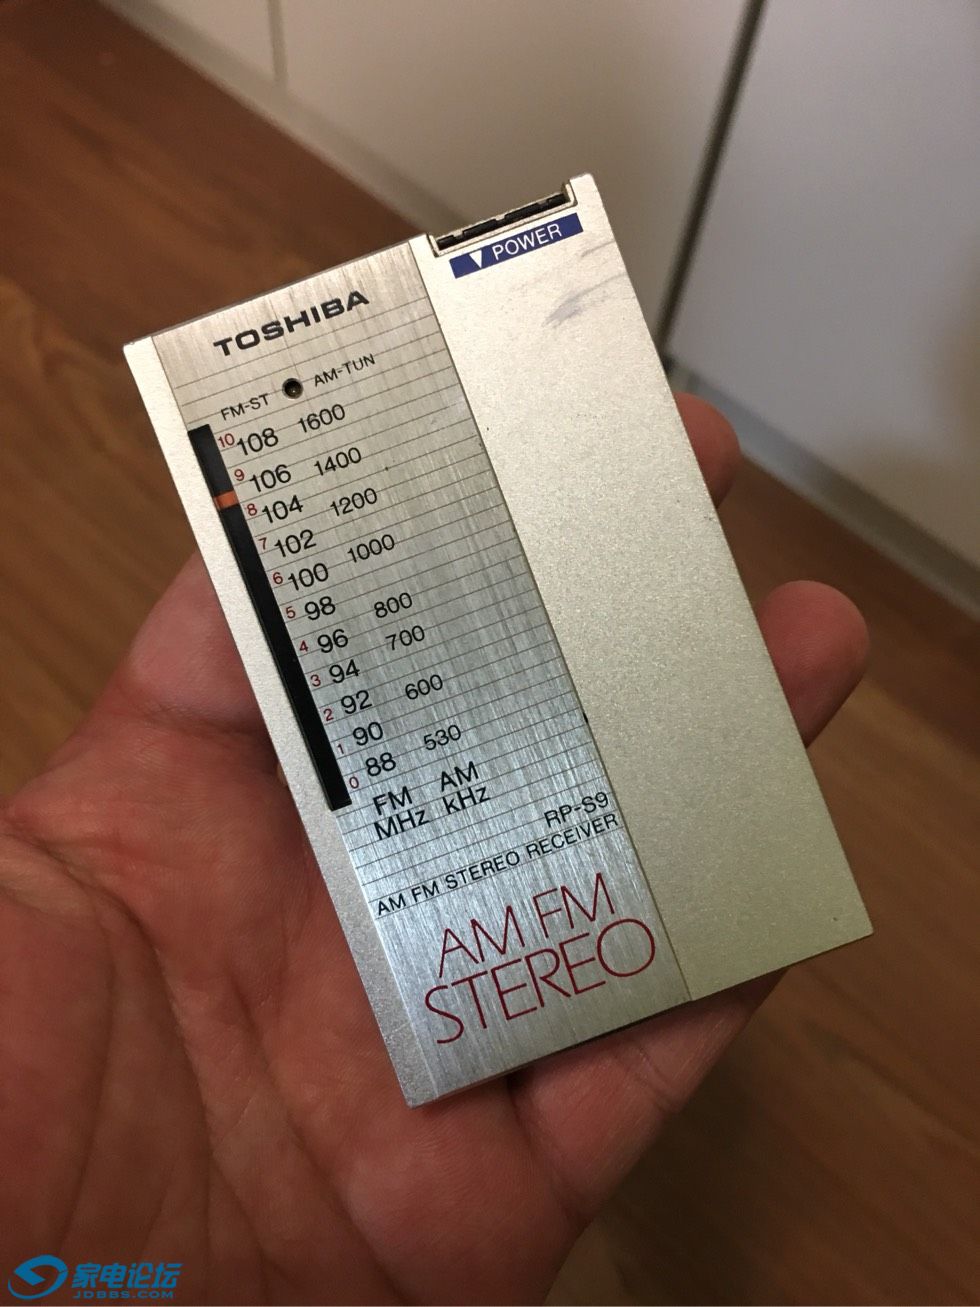 POWER
TOSHIBA
FM-ST AM-TUN
10 108 1600
9 106 1400
8 104 1200
7 102 1000
6 100
5 98 800
4 96 700
3 94
2 92 600
1 90
0 88 530
FM AM
MHz kHz
RP-S9
AM FM STEREO RECEIVER
AM FM
STEREO
家电论坛
JDBBS.COM